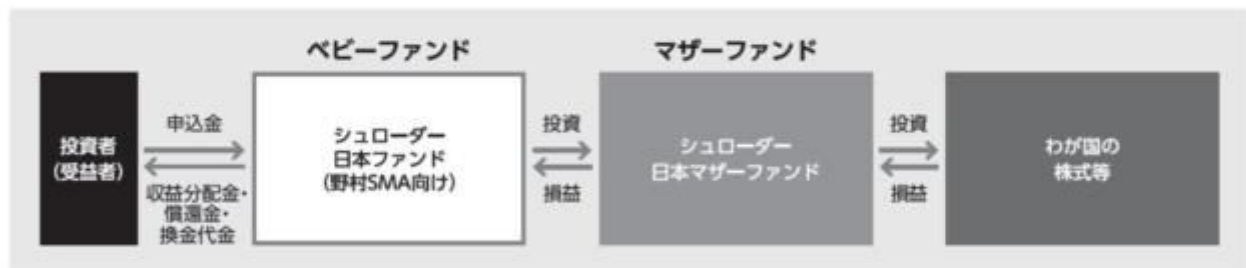 ベビーファンド
マザーファンド
投資者
(受益者)
申込金
収益分配金・
償還金・
換金代金
シュローダー
日本ファンド
(野村SMA向け)
投資
損益
シュローダー
日本マザーファンド
投資
損益
わが国の
株式等